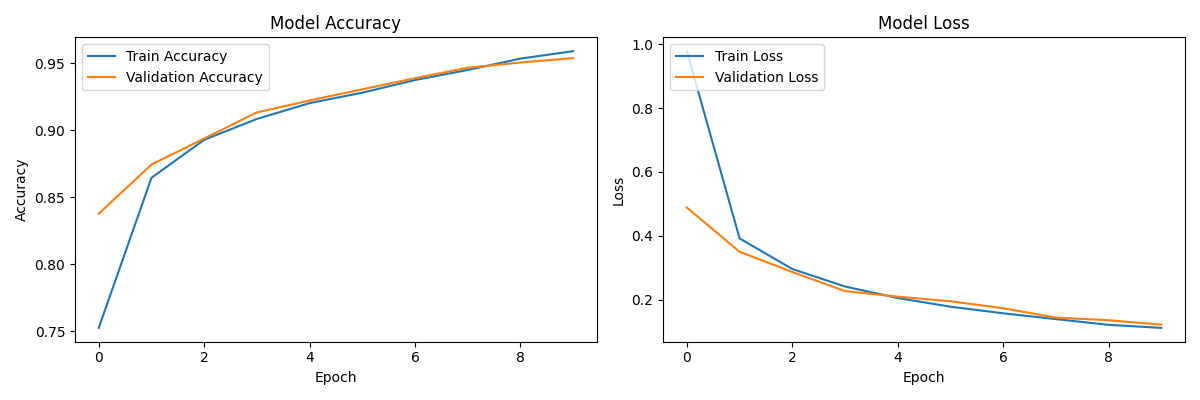 Model Accuracy
Train Accuracy
Validation Accuracy
0.95
0.90
0.85
0.80
0.75
Accuracy
0 2 4 6 8
Epoch
Model Loss
Train Loss
Validation Loss
1.0
0.8
0.6
0.4
0.2
Loss
0 2 4 6 8
Epoch